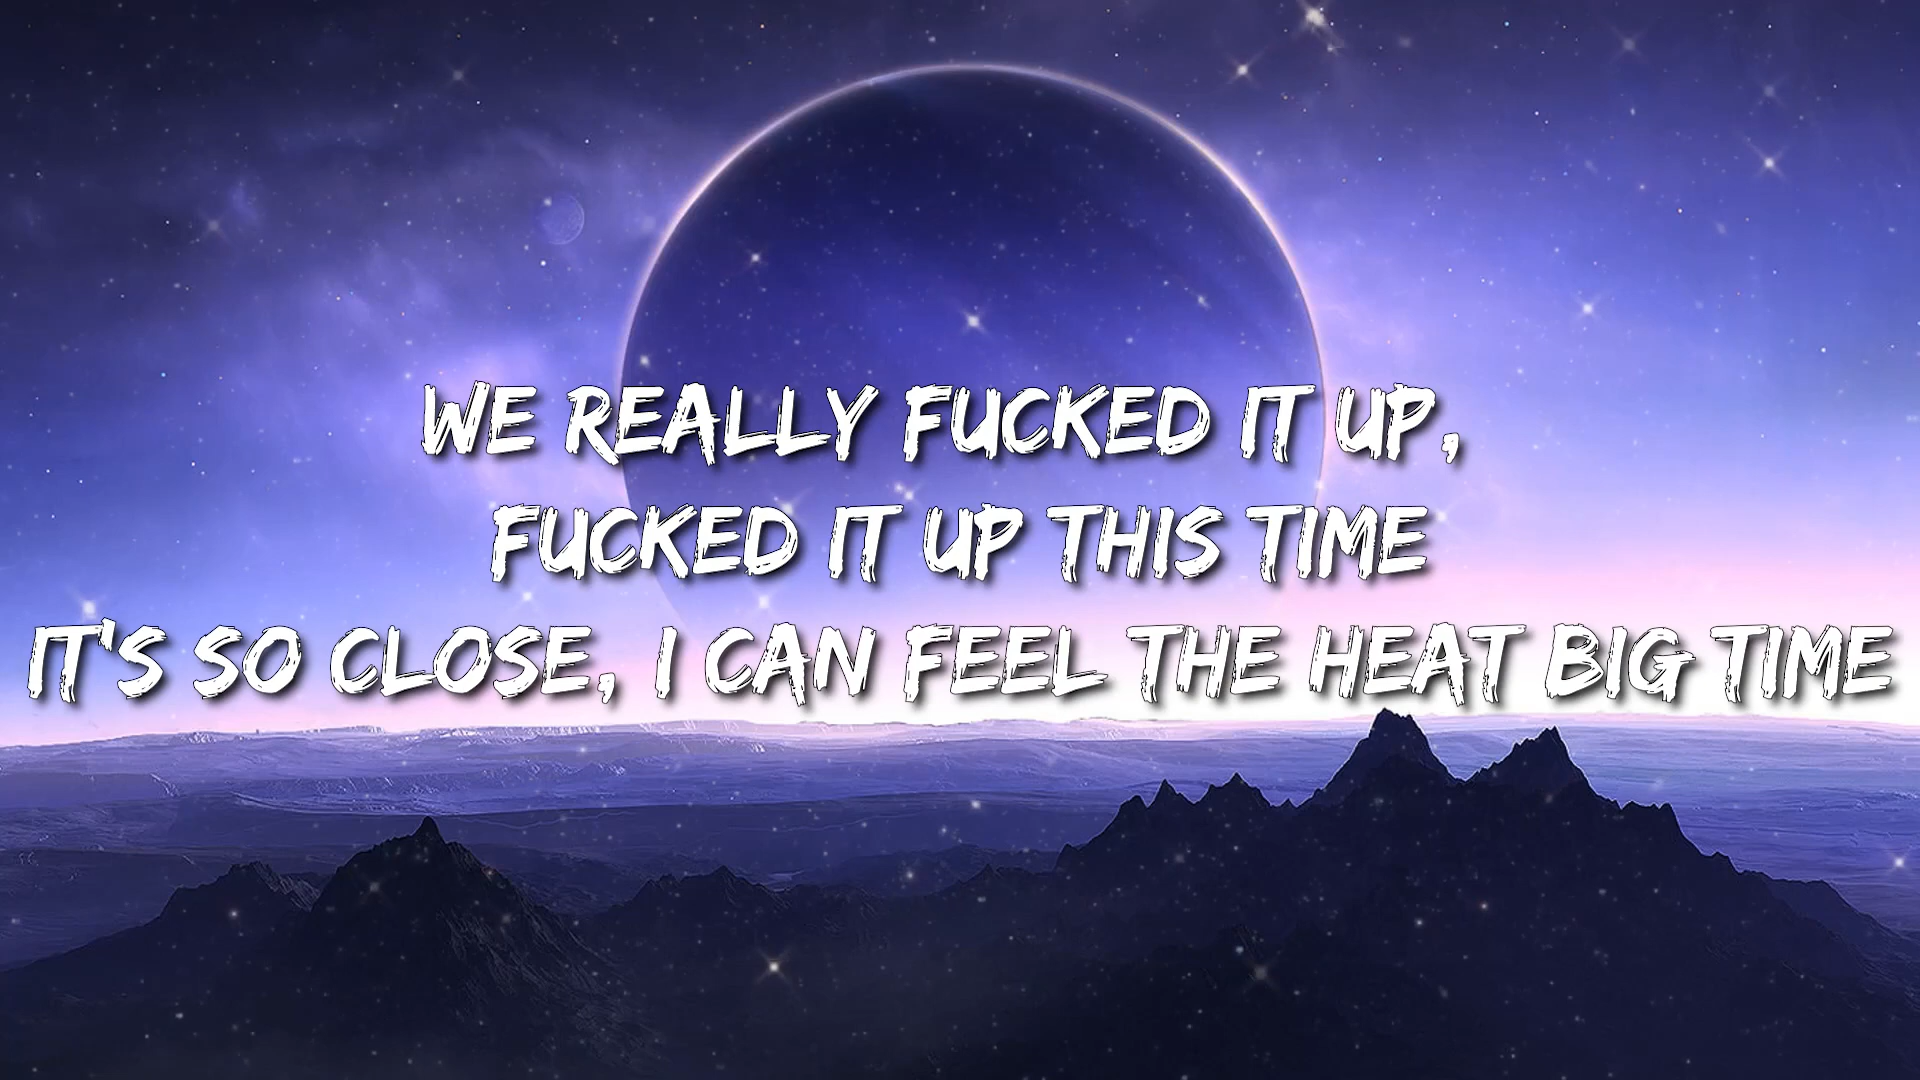 WE REALLY FUCKED IT UP,
FUCKED IT UP THIS TIME
IT'S SO CLOSE, I CAN FEEL THE HEAT BIG TIME